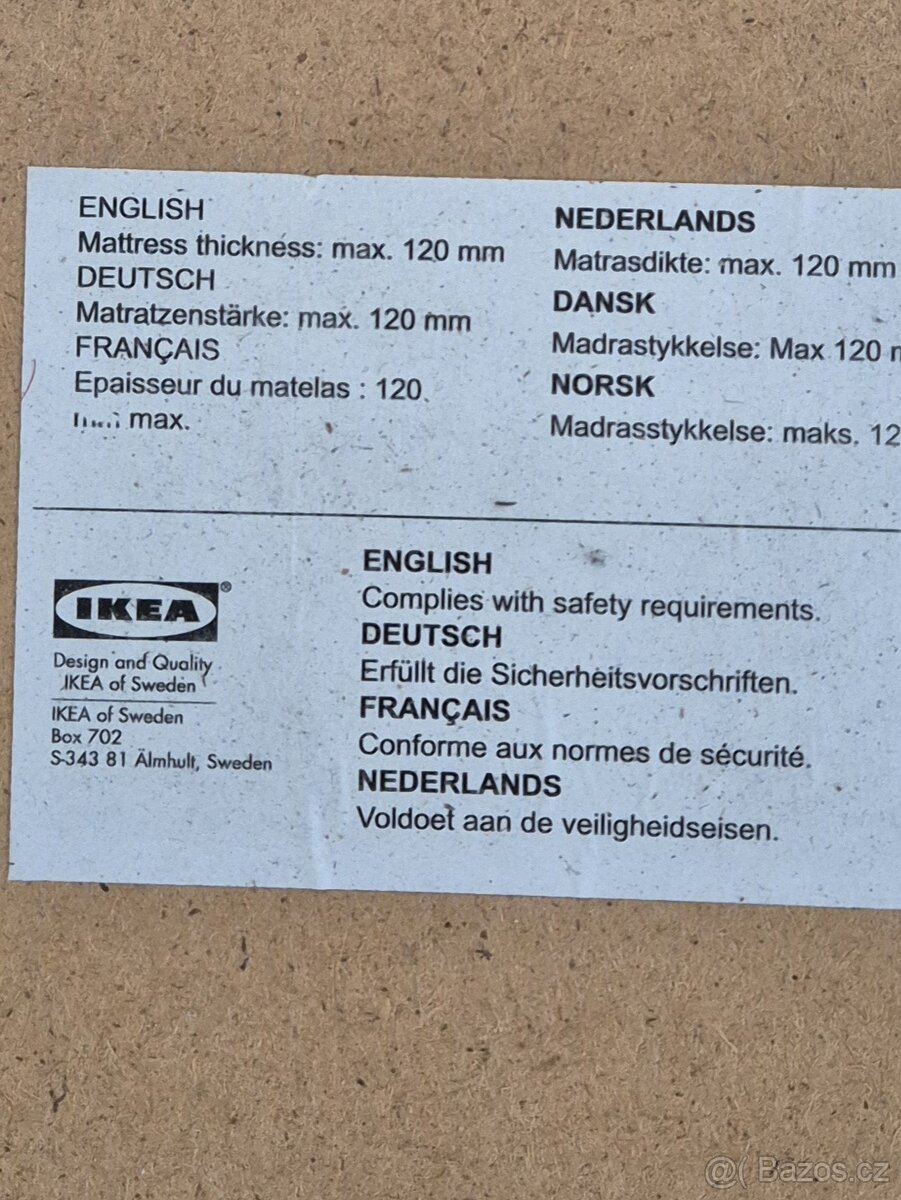 ENGLISH
Mattress thickness: max. 120 mm
DEUTSCH
Matratzenstärke: max. 120 mm
FRANÇAIS
Epaisseur du matelas : 120
max.
NEDERLANDS
Matrasdikte: max. 120 mm
DANSK
Madrastykkelse: Max 120
NORSK
Madrasstykkelse: maks. 12
IKEA®
Design and Quality
IKEA of Sweden
IKEA of Sweden
Box 702
S-343 81 Älmhult, Sweden
ENGLISH
Complies with safety requirements.
DEUTSCH
Erfüllt die Sicherheitsvorschriften.
FRANÇAIS
Conforme aux normes de sécurité.
NEDERLANDS
Voldoet aan de veiligheidseisen.
@( Bazos.cz